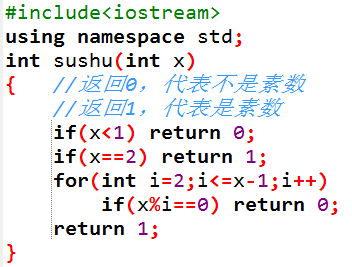 #include<iostream>
using namespace std;
int sushu(int x)
{   //返回0，代表不是素数
    //返回1，代表是素数
    if(x<1) return 0;
    if(x==2) return 1;
    for(int i=2;i<=x-1;i++)
        if(x%i==0) return 0;
    return 1;
}